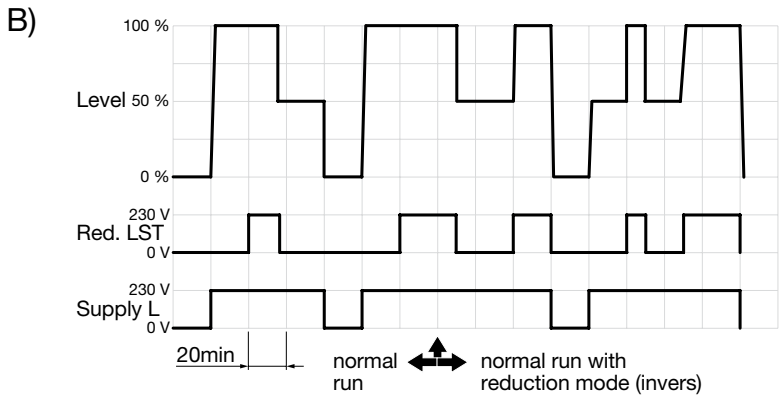 B)
100 %
Level 50 %
0 %
230 V
Red. LST
0 V
230 V
Supply L
0 V
20min
normal run
normal run with
reduction mode (invers)